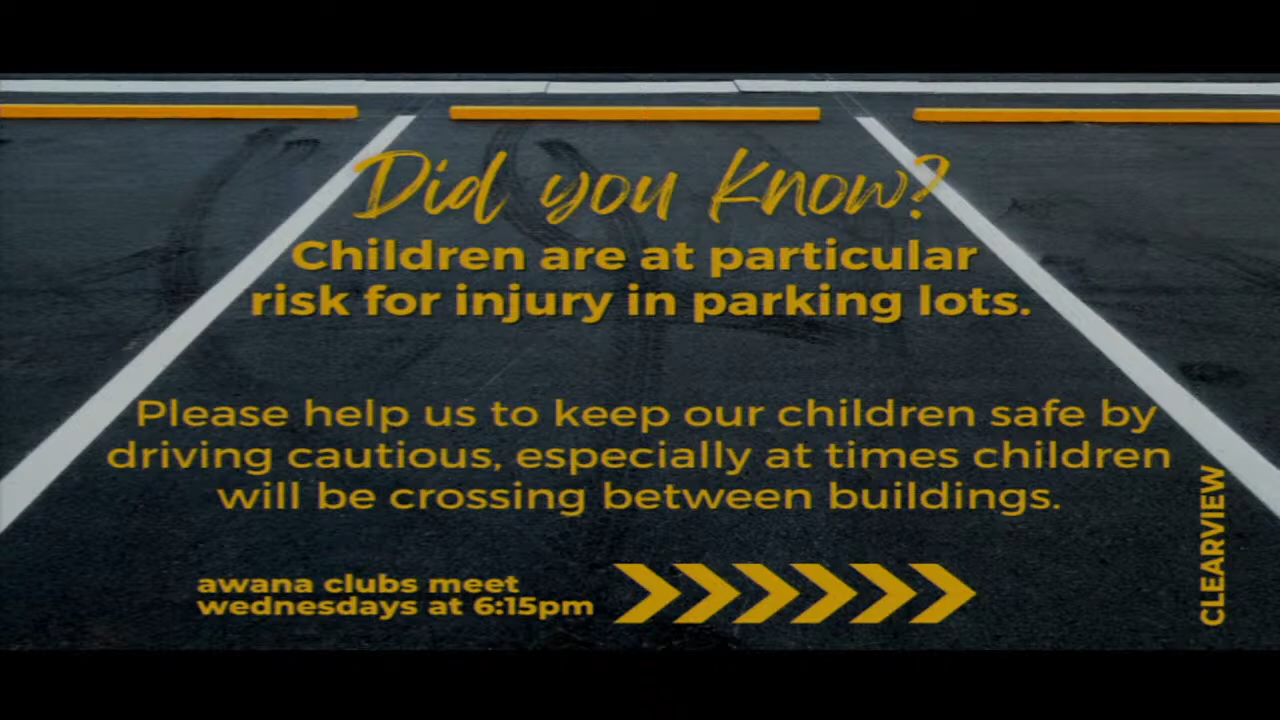 Did you know?
Children are at particular
risk for injury in parking lots.
Please help us to keep our children safe by
driving cautious, especially at times children
will be crossing between buildings.
awana clubs meet
wednesdays at 6:15pm
CLEARVIEW